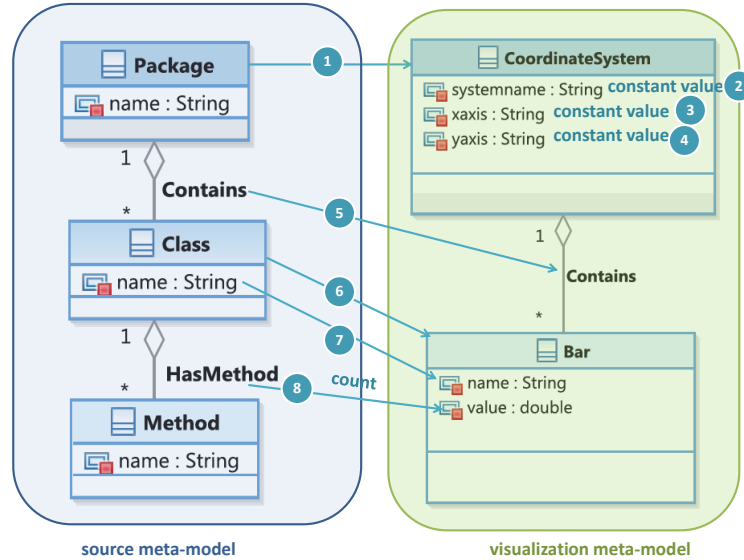 Package
name : String
1
Contains
*
Class
name : String
1
HasMethod
*
Method
name : String
source meta-model
1
5
6
7
8
count
CoordinateSystem
systemname : String constant value 2
xaxis : String constant value 3
yaxis : String constant value 4
1
Contains
*
Bar
name : String
value : double
visualization meta-model